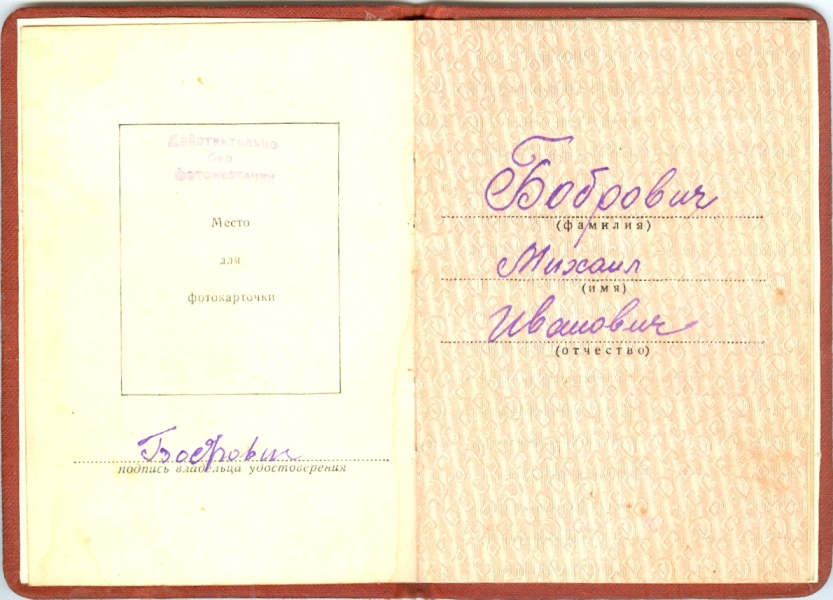 Действительно
без
фотокарточки
Место
для
фотокарточки
Бобрович
подпись владельца удостоверения
Бобрович
(фамилия)
Михаил
(имя)
Иванович
(отчество)